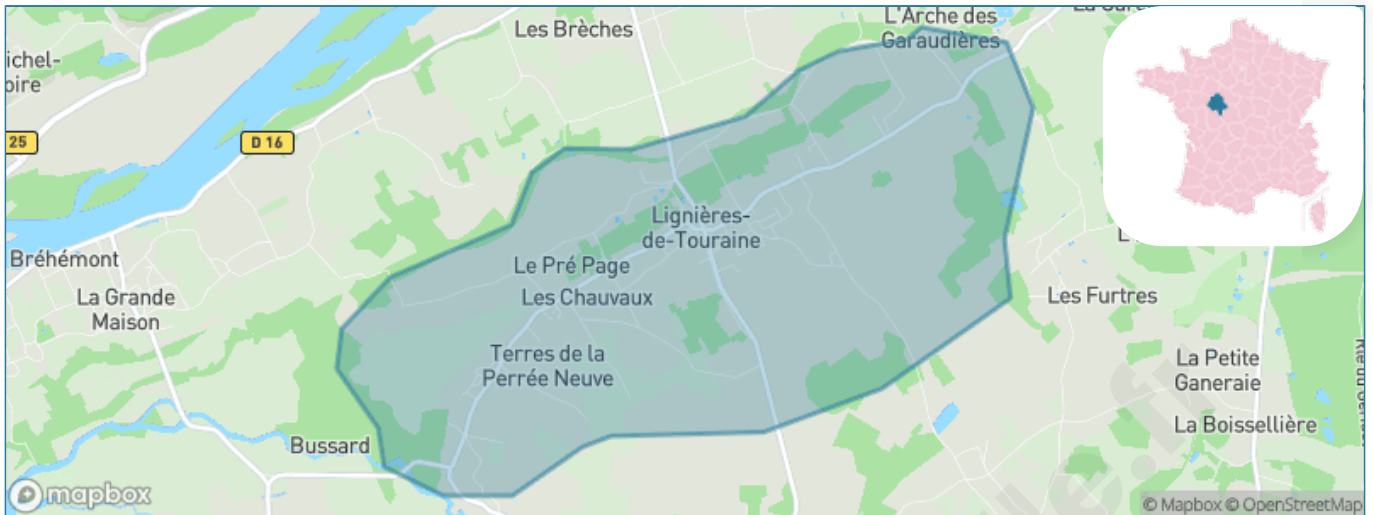 L'Arche des
Garaudières
Les Brèches
ichel-
oire
25
D 16
Lignières-
de-Touraine
Bréhémont
Le Pré Page
La Grande
Maison
Les Chauvaux
Les Furtres
Terres de la
Perrée Neuve
La Petite
Ganeraie
La Boissellière
Bussard
mapbox
© Mapbox © OpenStreetMap